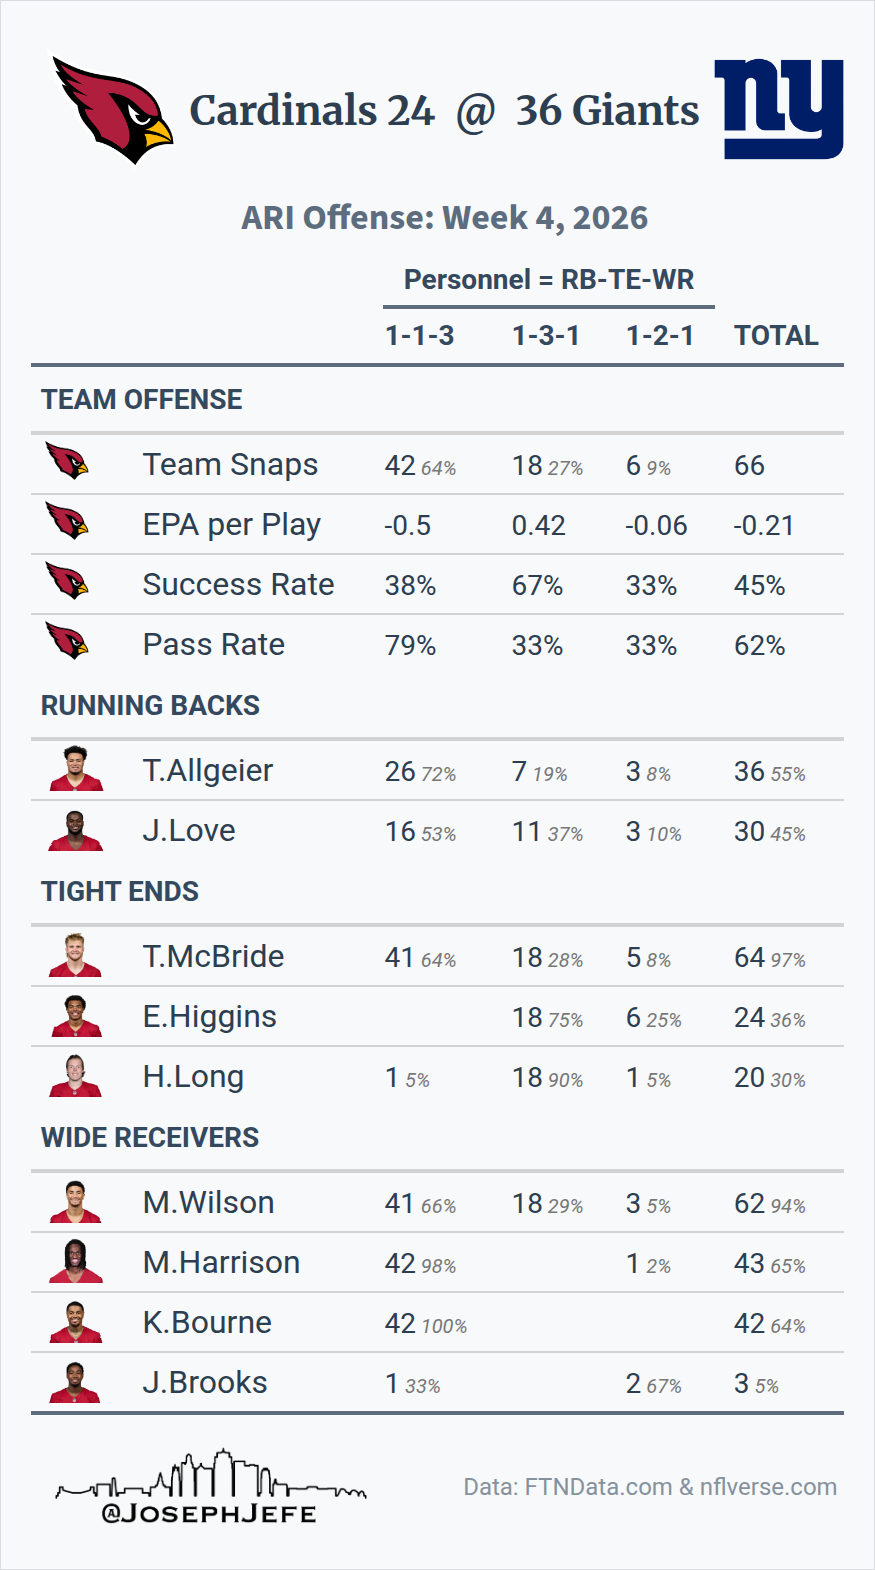 Cardinals 24 @ 36 Giants
ny
ARI Offense: Week 4, 2026
Personnel = RB-TE-WR
1-1-3 1-3-1 1-2-1 TOTAL
TEAM OFFENSE
Team Snaps 42 64% 18 27% 6 9% 66
EPA per Play -0.5 0.42 -0.06 -0.21
Success Rate 38% 67% 33% 45%
Pass Rate 79% 33% 33% 62%
RUNNING BACKS
T.Allgeier 26 72% 7 19% 3 8% 36 55%
J.Love 16 53% 11 37% 3 10% 30 45%
TIGHT ENDS
T.McBride 41 64% 18 28% 5 8% 64 97%
E.Higgins 18 75% 6 25% 24 36%
H.Long 1 5% 18 90% 1 5% 20 30%
WIDE RECEIVERS
M.Wilson 41 66% 18 29% 3 5% 62 94%
M.Harrison 42 98% 1 2% 43 65%
K.Bourne 42 100% 42 64%
J.Brooks 1 33% 2 67% 3 5%
@JOSEPHJEFE
Data: FTNData.com & nflverse.com